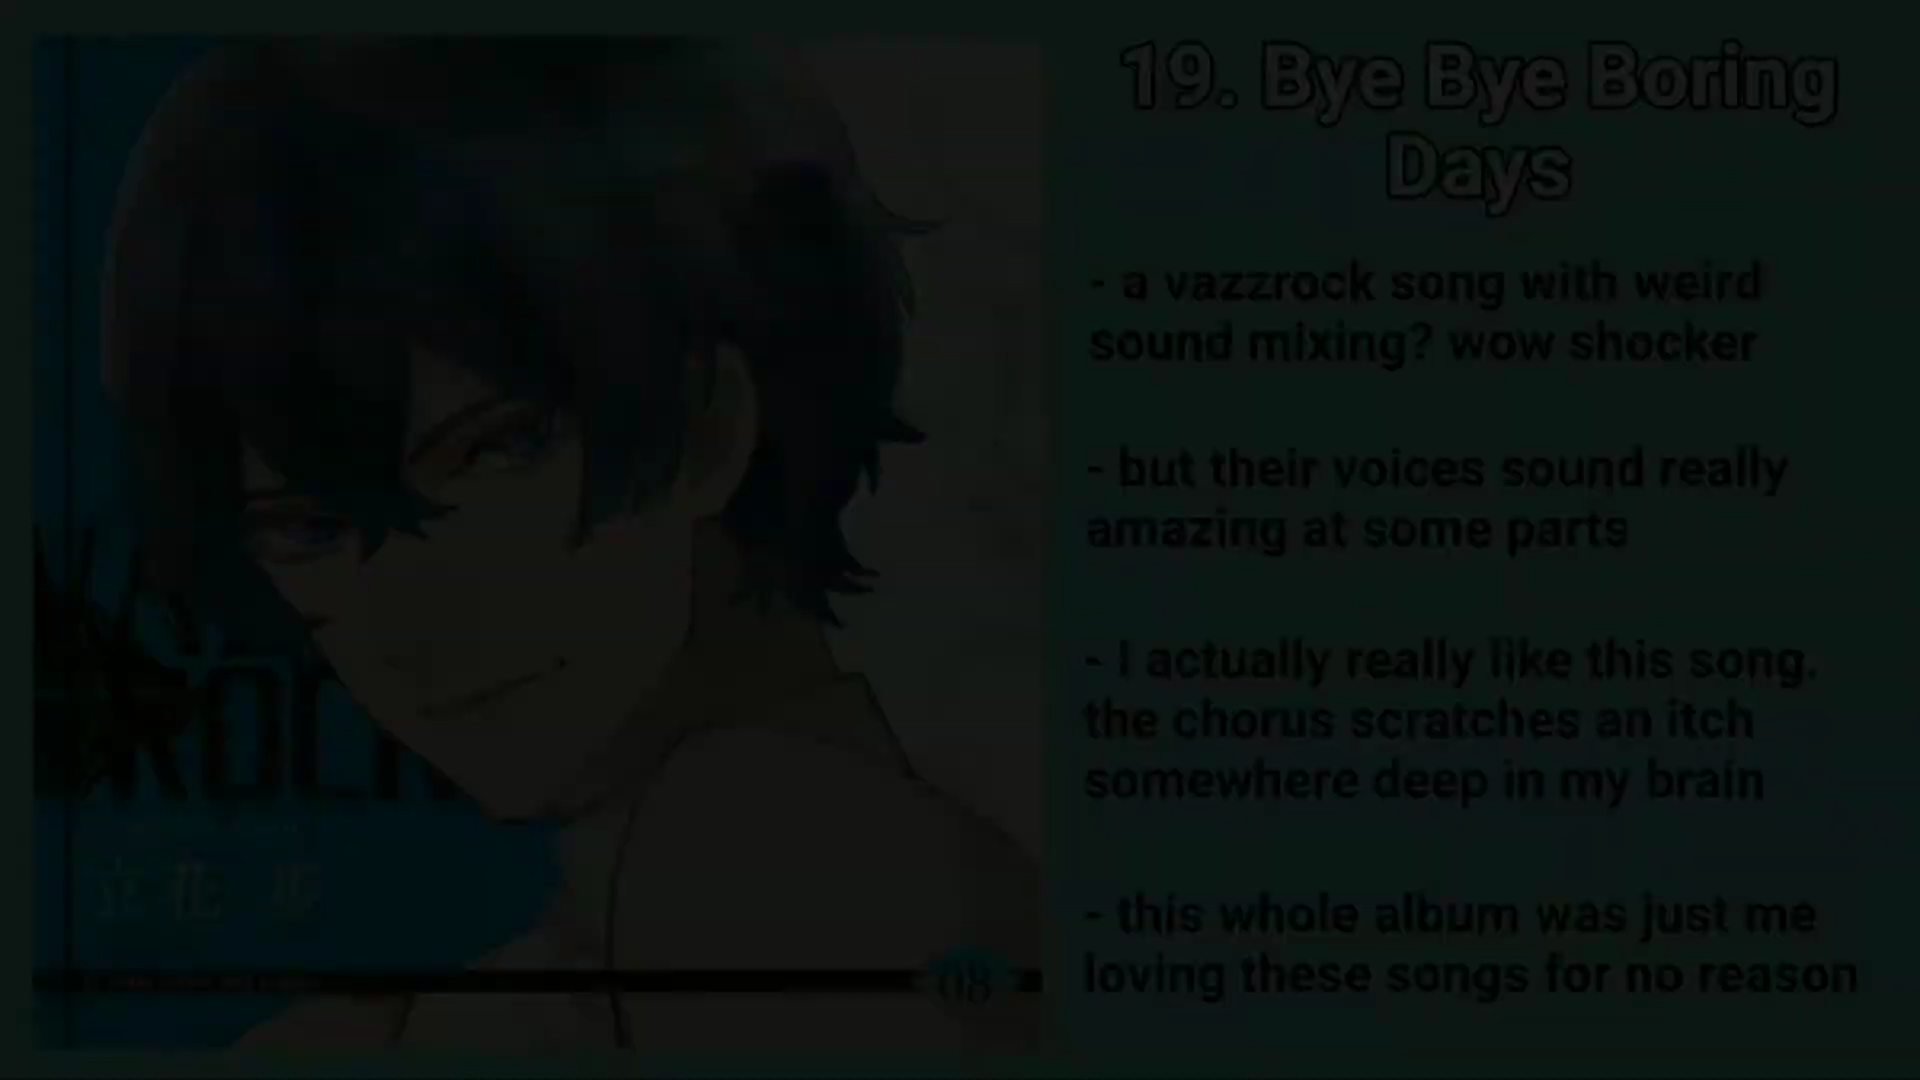 19. Bye Bye Boring
Days
- a vazzrock song with weird
sound mixing? wow shocker
- but their voices sound really
amazing at some parts
- I actually really like this song.
the chorus scratches an itch
somewhere deep in my brain
- this whole album was just me
loving these songs for no reason
ROCK
08